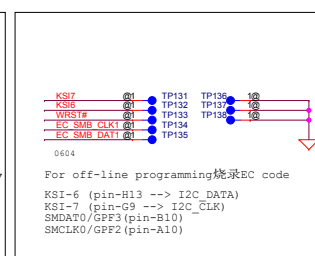 KSI7 @1 TP131 TP136 1@
KSI6 @1 TP132 TP137 1@
WRST# @1 TP133 TP138 1@
EC_SMB_CLK1 @1 TP134
EC_SMB_DAT1 @1 TP135
0604
For off-line programming烧录EC code
KSI-6 (pin-H13 --> I2C_DATA)
KSI-7 (pin-G9 --> I2C_CLK)
SMDAT0/GPF3(pin-B10)
SMCLK0/GPF2(pin-A10)